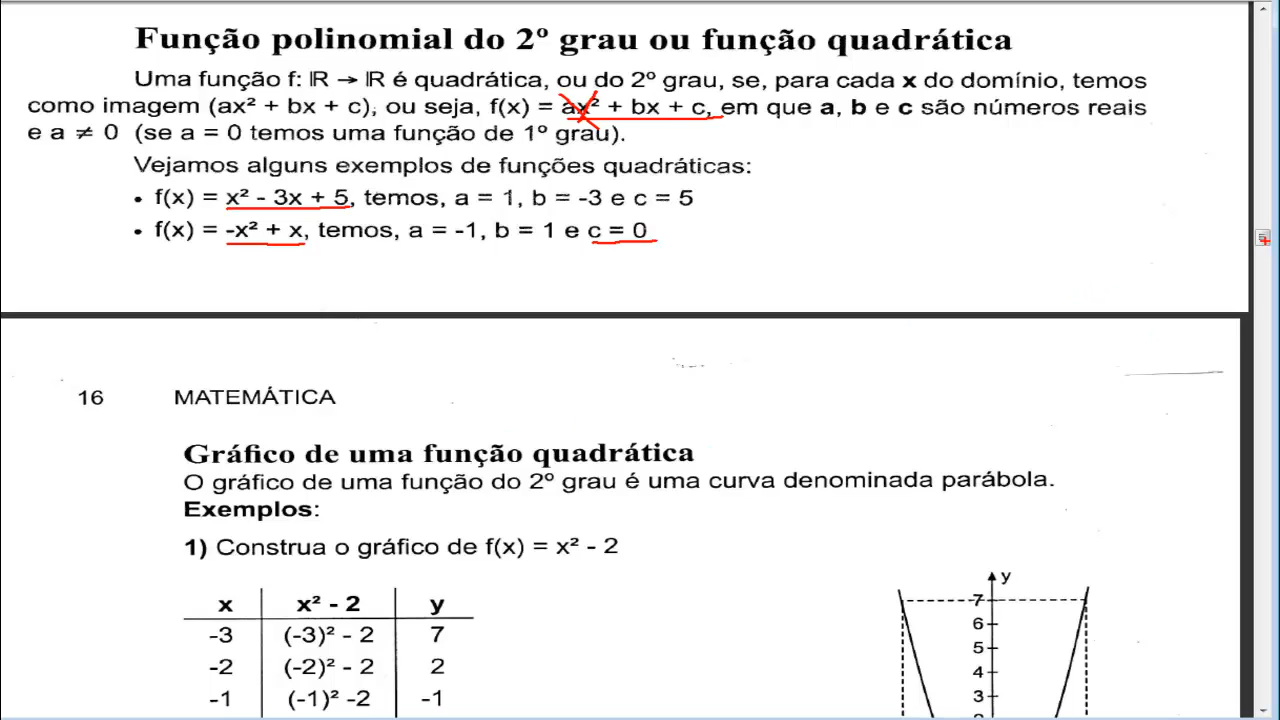 Função polinomial do 2º grau ou função quadrática
Uma função f: ℝ → ℝ é quadrática, ou do 2º grau, se, para cada x do domínio, temos
como imagem (ax² + bx + c), ou seja, f(x) = ax² + bx + c, em que a, b e c são números reais
e a ≠ 0 (se a = 0 temos uma função de 1º grau).
Vejamos alguns exemplos de funções quadráticas:
• f(x) = x² - 3x + 5, temos, a = 1, b = -3 e c = 5
• f(x) = -x² + x, temos, a = -1, b = 1 e c = 0
16 MATEMÁTICA
Gráfico de uma função quadrática
O gráfico de uma função do 2º grau é uma curva denominada parábola.
Exemplos:
1) Construa o gráfico de f(x) = x² - 2
x x² - 2 y
-3 (-3)² - 2 7
-2 (-2)² - 2 2
-1 (-1)² -2 -1
y
7
6
5
4
3